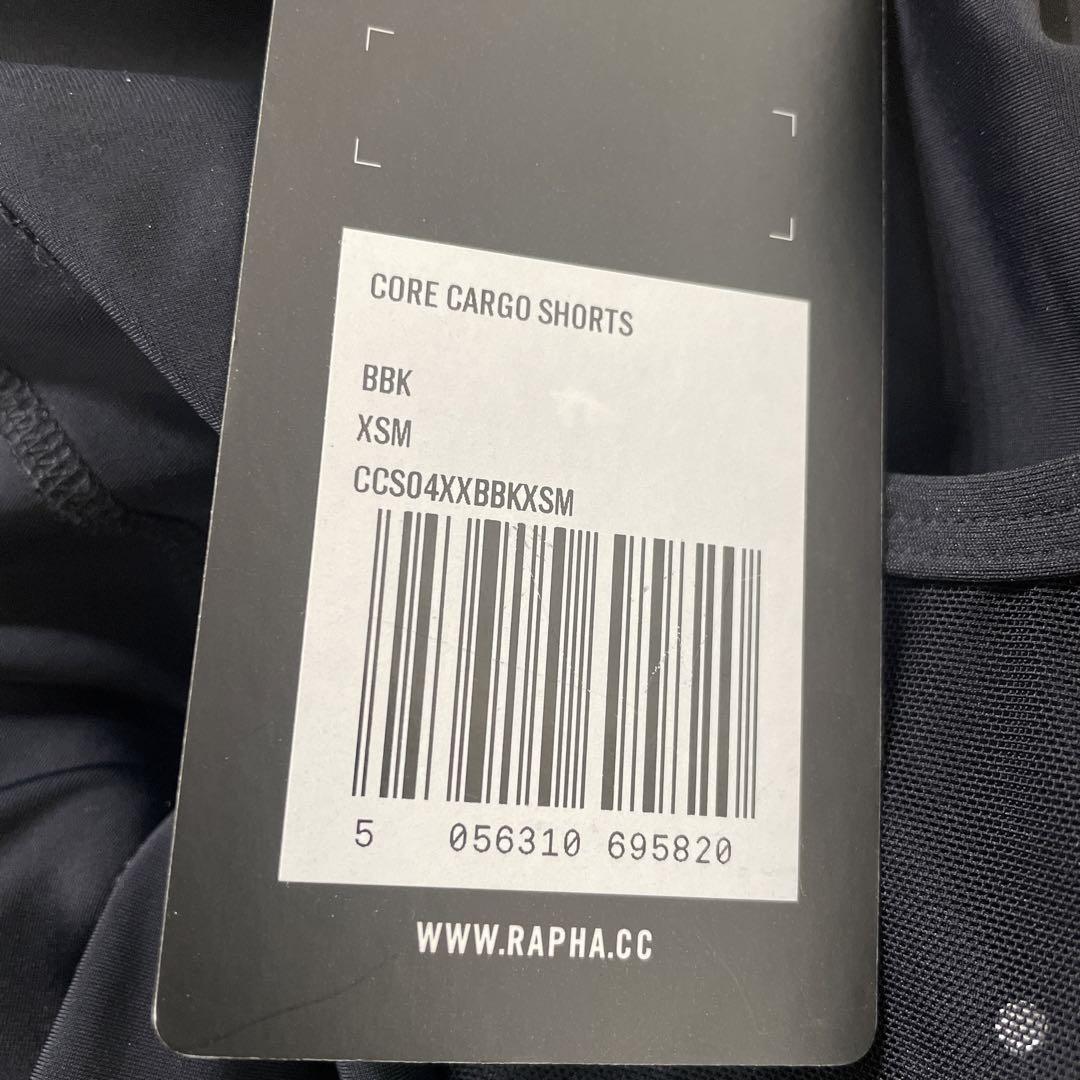 CORE CARGO SHORTS
BBK
XSM
CCS04XXBBKXSM
5 056310 695820
WWW.RAPHA.CC